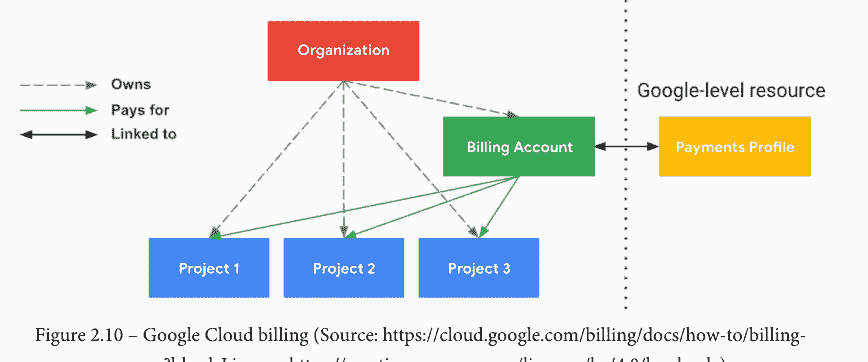 Organization
Owns
Pays for
Linked to
Google-level resource
Billing Account
Payments Profile
Project 1
Project 2
Project 3
Figure 2.10 – Google Cloud billing (Source: https://cloud.google.com/billing/docs/how-to/billing-